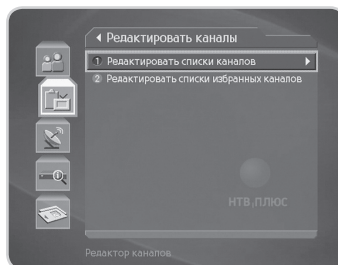 Редактировать каналы
1 Редактировать списки каналов
2 Редактировать списки избранных каналов
НТВ ПЛЮС
Редактор каналов